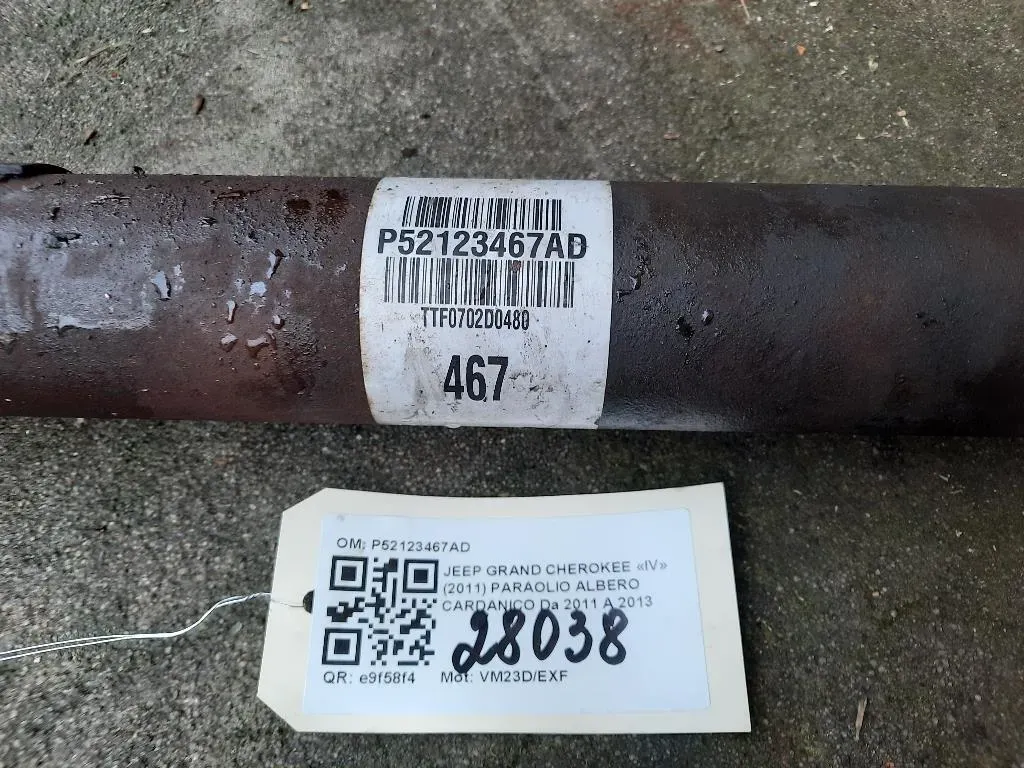 P52123467AD
TTF0702D0480
467
OM: P52123467AD
JEEP GRAND CHEROKEE «IV»
(2011) PARAOLIO ALBERO
CARDANICO Da 2011 A 2013
28038
QR: e9f58f4 Mot: VM23D/EXF